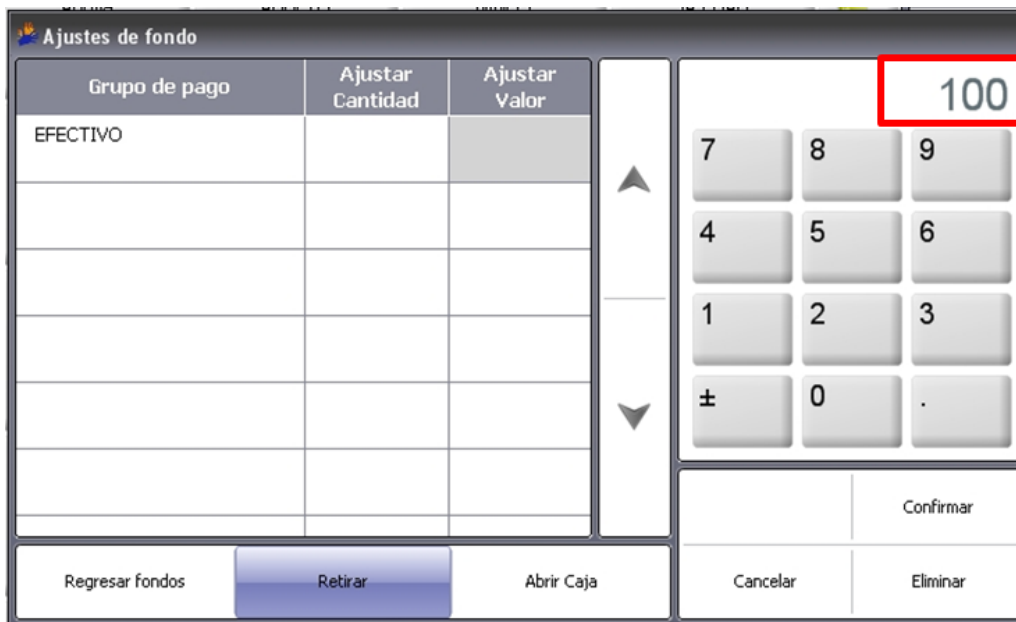 Ajustes de fondo
Grupo de pago
Ajustar
Cantidad
Ajustar
Valor
EFECTIVO
100
7 8 9
4 5 6
1 2 3
± 0 .
Confirmar
Regresar fondos Retirar Abrir Caja
Cancelar Eliminar